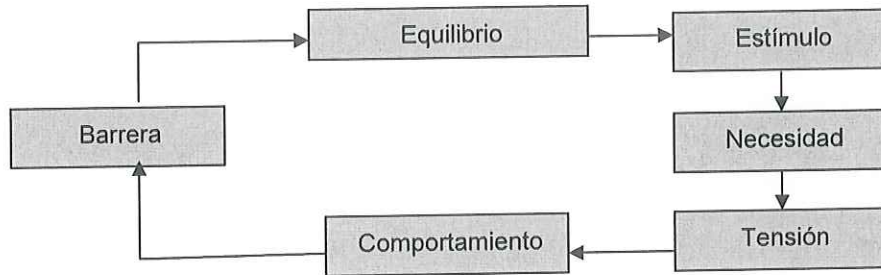 Equilibrio
Estímulo
Barrera
Necesidad
Comportamiento
Tensión